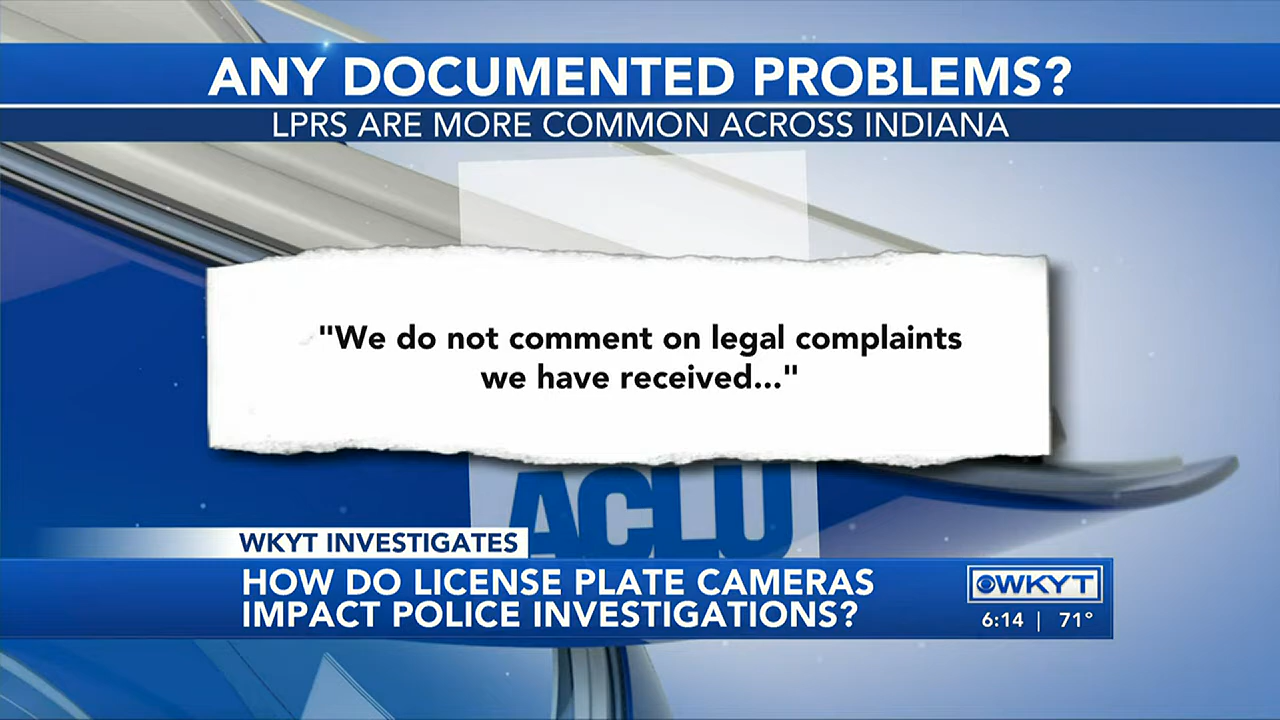 ANY DOCUMENTED PROBLEMS?
LPRS ARE MORE COMMON ACROSS INDIANA
"We do not comment on legal complaints
we have received..."
ACLU
WKYT INVESTIGATES
HOW DO LICENSE PLATE CAMERAS
IMPACT POLICE INVESTIGATIONS?
WKYT
6:14 | 71°